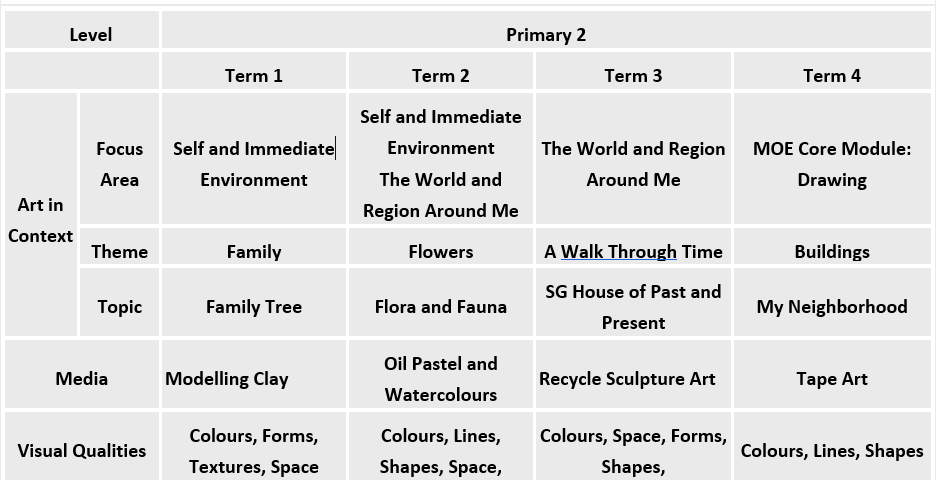 Level Primary 2
Term 1 Term 2 Term 3 Term 4
Art in Context
Focus Area
Self and Immediate
Environment
Self and Immediate
Environment
The World and
Region Around Me
The World and Region
Around Me
MOE Core Module:
Drawing
Theme Family Flowers A Walk Through Time Buildings
Topic Family Tree Flora and Fauna
SG House of Past and
Present
My Neighborhood
Media Modelling Clay
Oil Pastel and
Watercolours
Recycle Sculpture Art Tape Art
Visual Qualities
Colours, Forms,
Textures, Space
Colours, Lines,
Shapes, Space,
Colours, Space, Forms,
Shapes,
Colours, Lines, Shapes